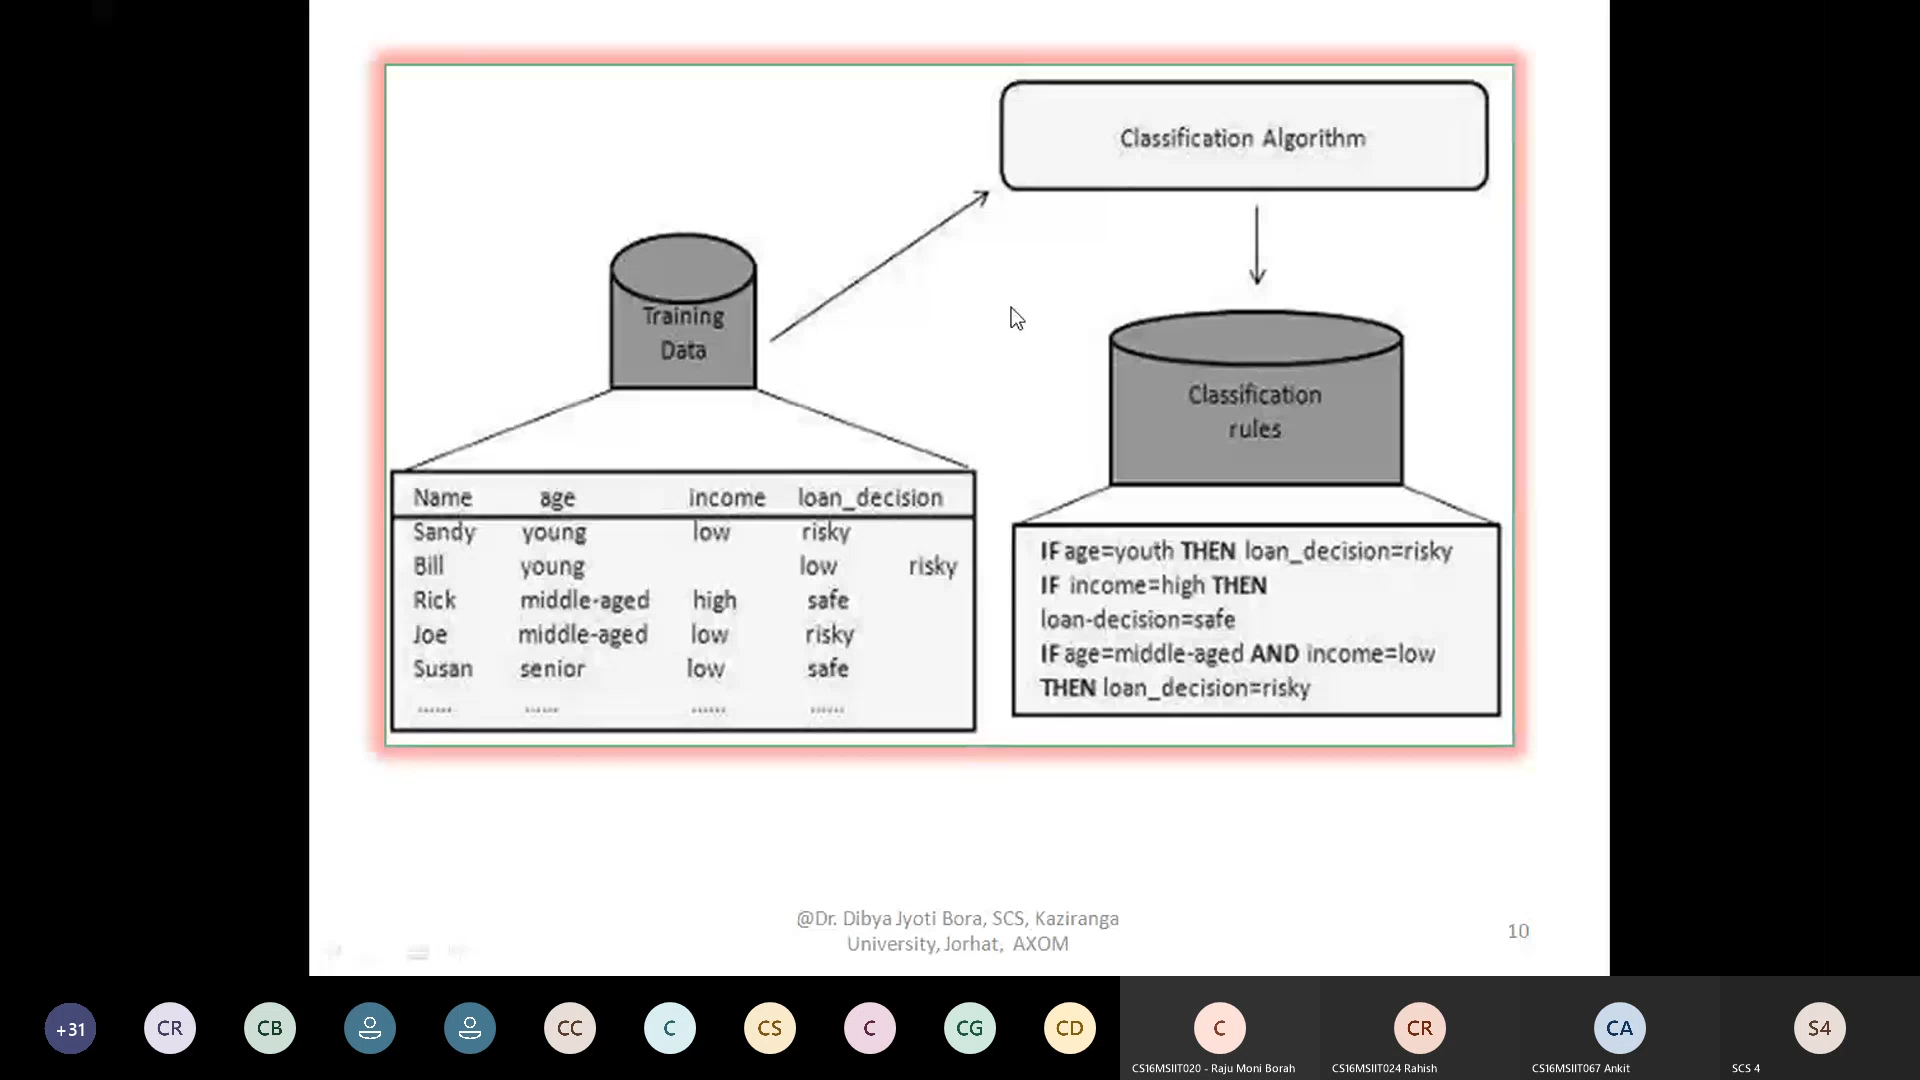 Classification Algorithm
Training
Data
Classification
rules
Name age income loan_decision
Sandy young low risky
Bill young low risky
Rick middle-aged high safe
Joe middle-aged low risky
Susan senior low safe
...... ...... ...... ......
IF age=youth THEN loan_decision=risky
IF income=high THEN
loan-decision=safe
IF age=middle-aged AND income=low
THEN loan_decision=risky
@Dr. Dibya Jyoti Bora, SCS, Kaziranga
University, Jorhat, AXOM
10
+31 CR CB CC C CS C CG CD C CR CA S4
CS16MSIIT020 - Raju Moni Borah CS16MSIIT024 Rahish CS16MSIIT067 Ankit SCS 4